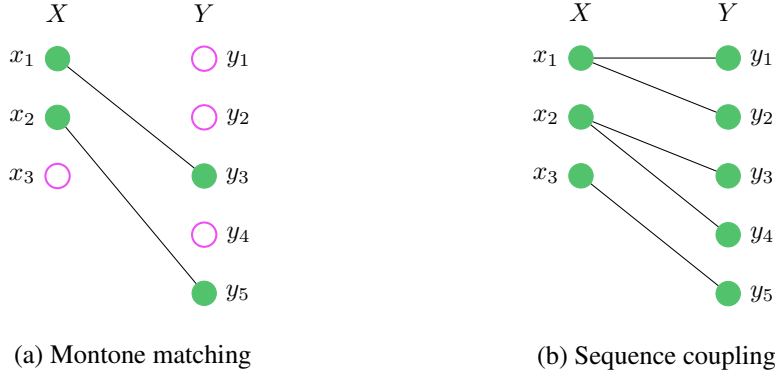 X Y X Y
x1 y1 x1 y1
x2 y2 x2 y2
x3 y3 x3 y3
y4 y4
y5 y5
(a) Montone matching (b) Sequence coupling